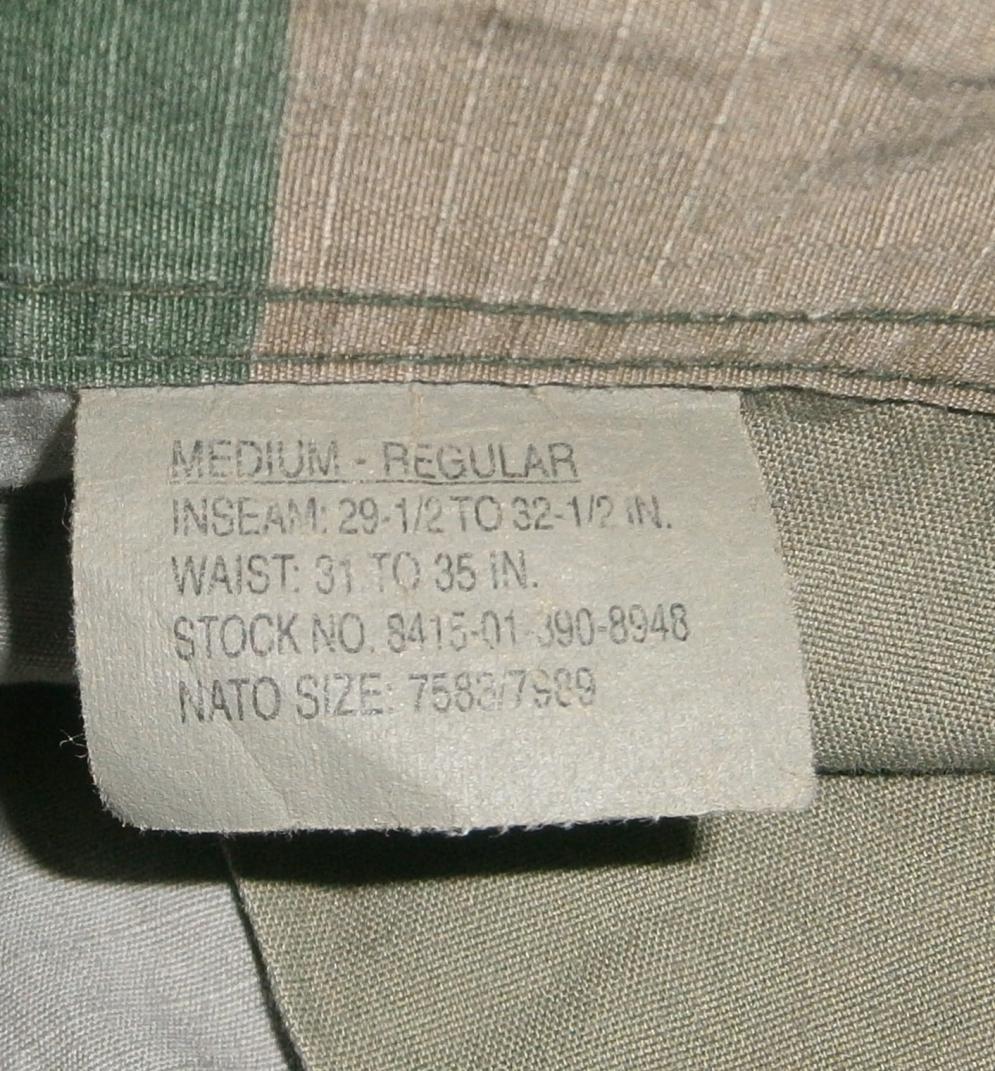 MEDIUM - REGULAR
INSEAM: 29-1/2 TO 32-1/2 IN.
WAIST: 31 TO 35 IN.
STOCK NO. 8415-01-390-8948
NATO SIZE: 7583/7989